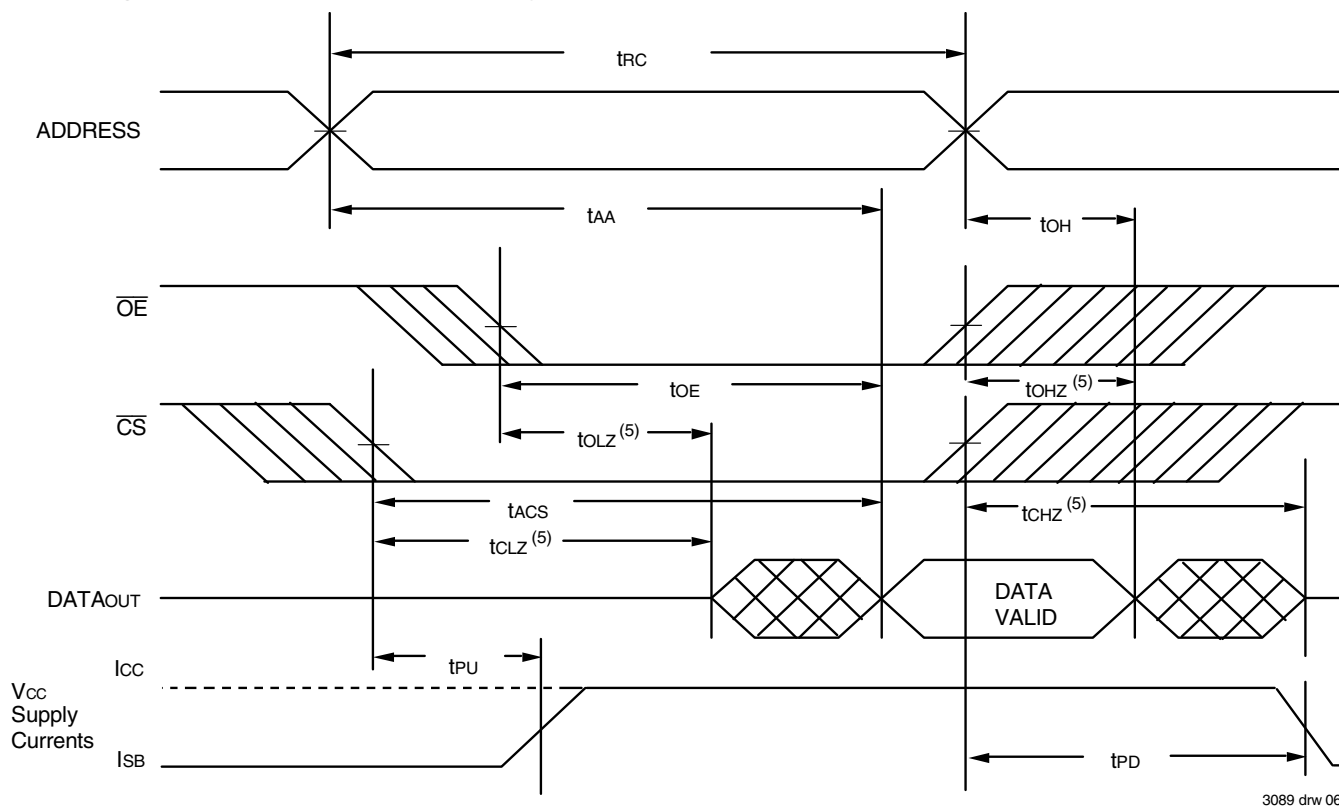 tRC
ADDRESS
tAA
tOH
OE
tOE
tOHZ (5)
CS
tOLZ (5)
tACS
tCHZ (5)
tCLZ (5)
DATAOUT
DATA
VALID
ICC
tPU
VCC
Supply
Currents
ISB
tPD
3089 drw 06